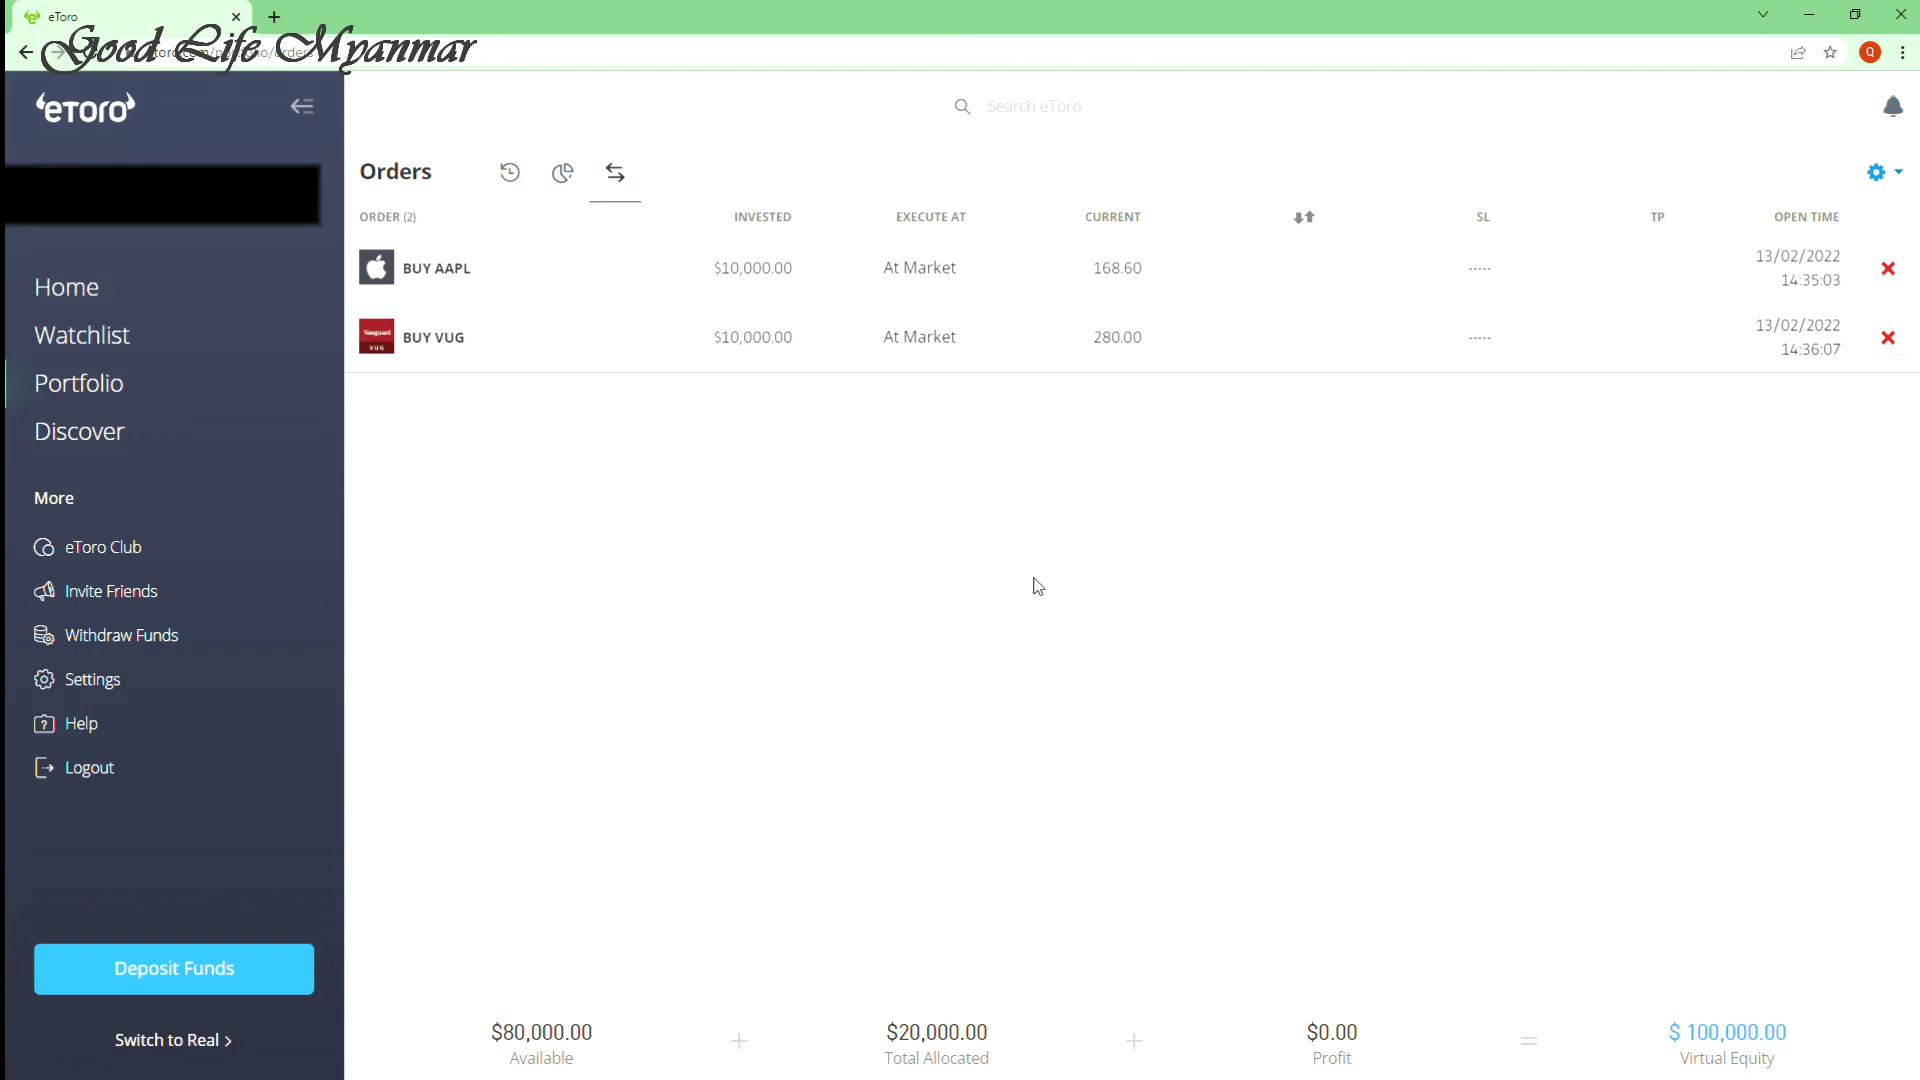 eToro
Good Life Myanmar
eToro
Search eToro
Orders
ORDER (2) INVESTED EXECUTE AT CURRENT SL TP OPEN TIME
BUY AAPL $10,000.00 At Market 168.60 ----- 13/02/2022 14:35:03
Vanguard
VUG
BUY VUG $10,000.00 At Market 280.00 ----- 13/02/2022 14:36:07
Home
Watchlist
Portfolio
Discover
More
eToro Club
Invite Friends
Withdraw Funds
Settings
Help
Logout
Deposit Funds
Switch to Real >
$80,000.00 + $20,000.00 + $0.00 = $ 100,000.00
Available Total Allocated Profit Virtual Equity
Q